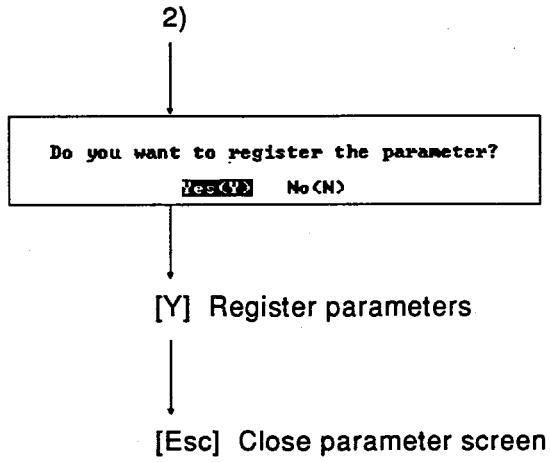 2)
Do you want to register the parameter?
Yes(Y) No(N)
[Y] Register parameters
[Esc] Close parameter screen